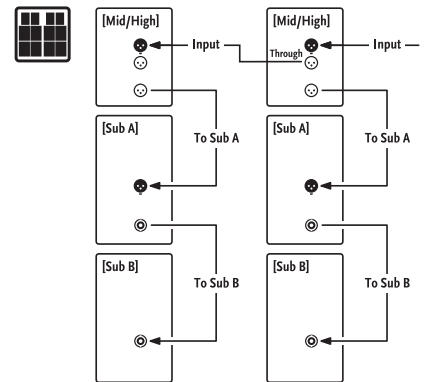 [Mid/High]
[Mid/High]
Input
Through
Input
To Sub A
To Sub A
[Sub A]
[Sub A]
To Sub B
To Sub B
[Sub B]
[Sub B]